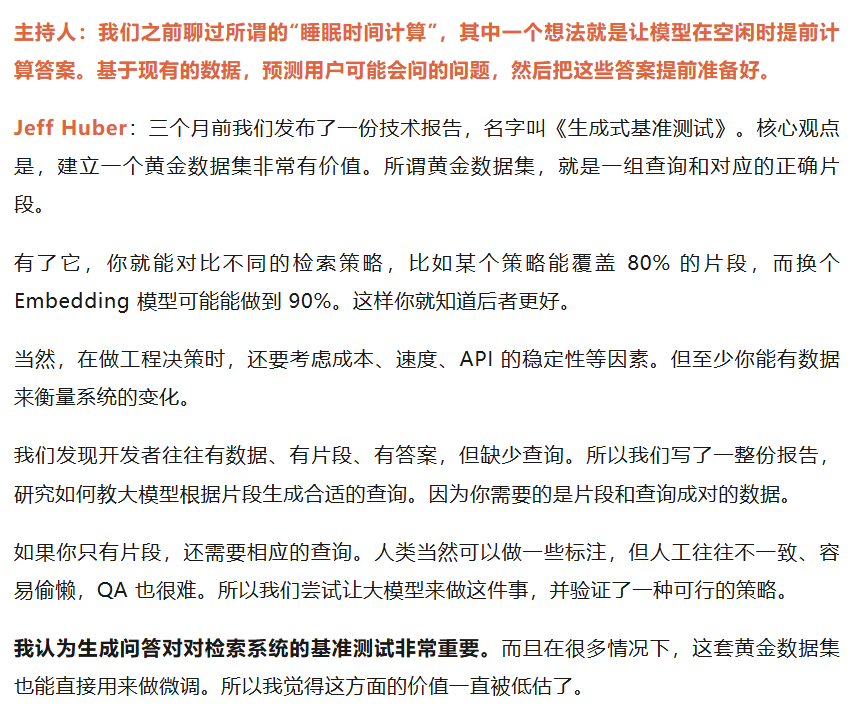 主持人：我们之前聊过所谓的“睡眠时间计算”，其中一个想法就是让模型在空闲时提前计
算答案。基于现有的数据，预测用户可能会问的问题，然后把这些答案提前准备好。
Jeff Huber：三个月前我们发布了一份技术报告，名字叫《生成式基准测试》。核心观点
是，建立一个黄金数据集非常有价值。所谓黄金数据集，就是一组查询和对应的正确片
段。
有了它，你就能对比不同的检索策略，比如某个策略能覆盖 80% 的片段，而换个
Embedding 模型可能能做到 90%。这样你就知道后者更好。
当然，在做工程决策时，还要考虑成本、速度、API 的稳定性等因素。但至少你能有数据
来衡量系统的变化。
我们发现开发者往往有数据、有片段、有答案，但缺少查询。所以我们写了一整份报告，
研究如何教大模型根据片段生成合适的查询。因为你需要的是片段和查询成对的数据。
如果你只有片段，还需要相应的查询。人类当然可以做一些标注，但人工往往不一致、容
易偷懒，QA 也很难。所以我们尝试让大模型来做这件事，并验证了一种可行的策略。
我认为生成问答对对检索系统的基准测试非常重要。而且在很多情况下，这套黄金数据集
也能直接用来做微调。所以我觉得这方面的价值一直被低估了。